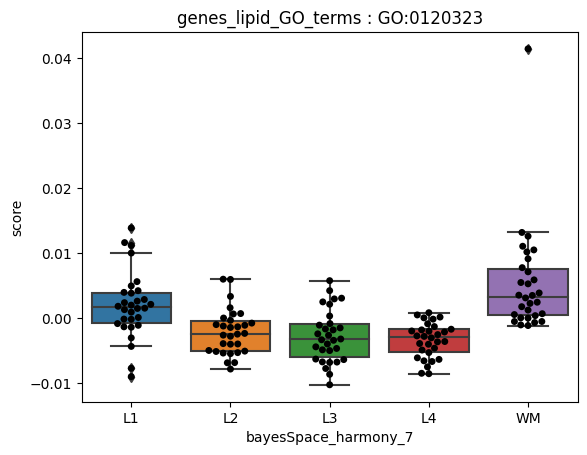 genes_lipid_GO_terms : GO:0120323
0.04
0.03
0.02
0.01
0.00
−0.01
score
L1 L2 L3 L4 WM
bayesSpace_harmony_7